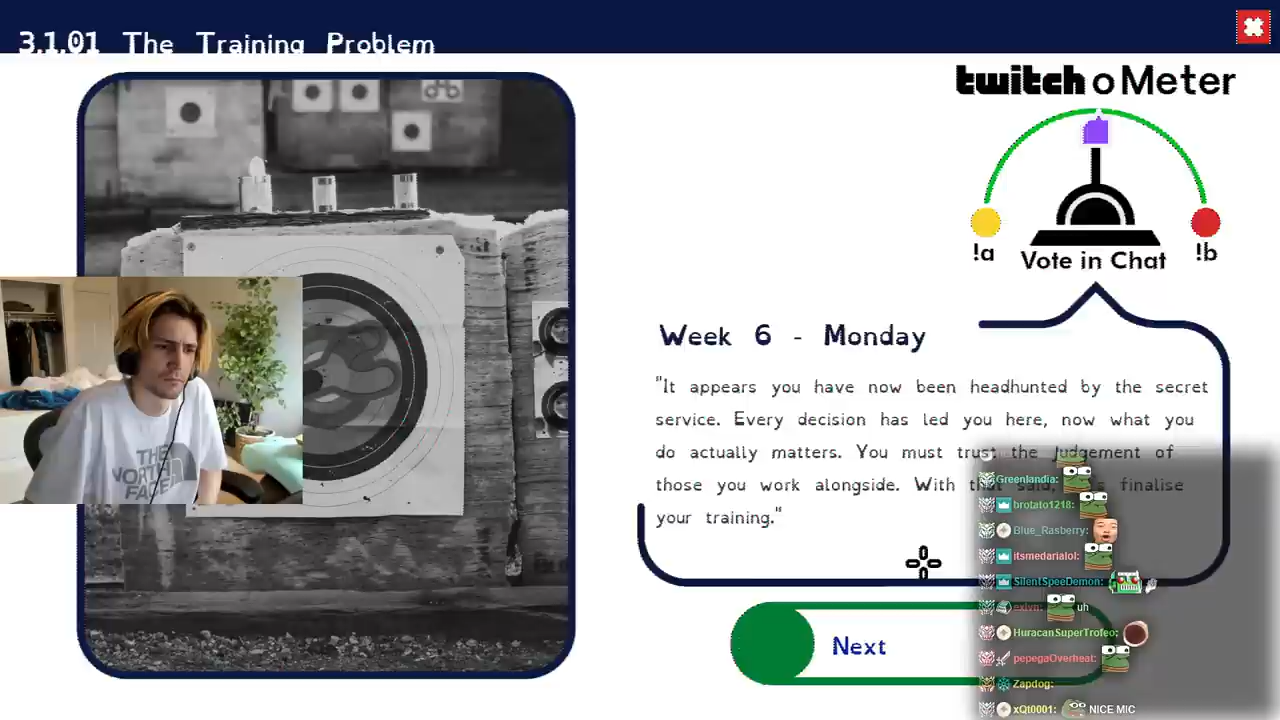 3.1.01 The Training Problem
twitch o Meter
!a
!b
Vote in Chat
Week 6 - Monday
"It appears you have now been headhunted by the secret
service. Every decision has led you here, now what you
do actually matters. You must trust the judgement of
those you work alongside. With that said, finalise
your training."
Next
THE
NORTH
FACE
Greenlandia:
brotato1218:
Blue_Rasberry:
itsmedarialol:
SilentSpeeDemon:
exlvn: uh
HuracanSuperTrofeo:
pepegaOverheat:
Zapdog:
xQt0001: NICE MIC